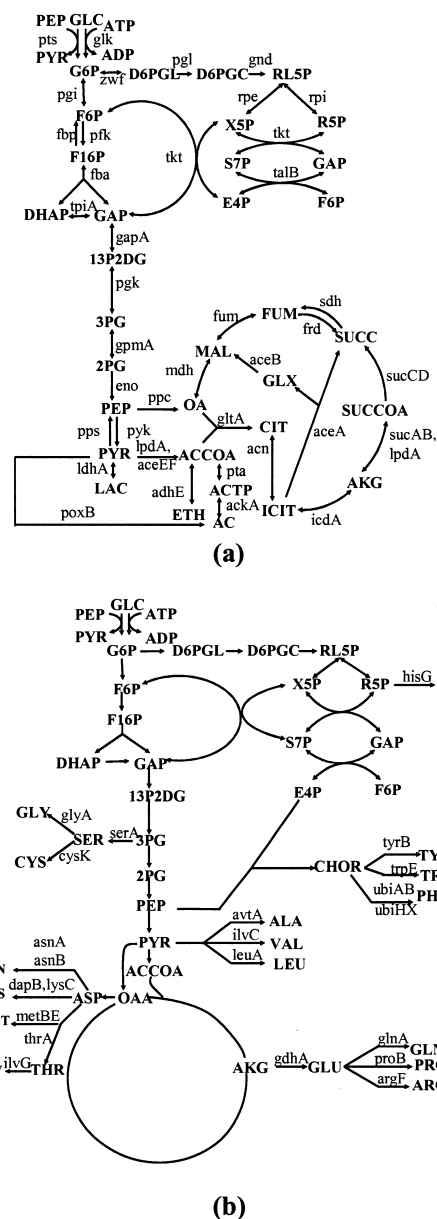 PEP GLC ATP
pts glk
PYR ADP
G6P zwf D6PGL pgl D6PGC gnd RL5P
pgi rpe rpi
F6P X5P R5P
fbp pfk tkt
F16P tkt S7P GAP
fba talB
DHAP tpiA GAP E4P F6P
gapA
13P2DG
pgk
3PG
gpmA
2PG
eno
PEP ppc OA
pps pyk
PYR lpdA, aceEF ACCOA
ldhA
LAC
mdh MAL fum FUM sdh
frd SUCC
aceB GLX
gltA CIT
acn aceA
sucCD
SUCCOA
sucAB, lpdA
AKG
icdA
ICIT
pta
ACTP
adhE ackA
ETH AC
poxB
(a)
PEP GLC ATP
PYR ADP
G6P D6PGL D6PGC RL5P
F6P X5P R5P hisG
F16P
S7P GAP
DHAP GAP
E4P F6P
13P2DG
GLY glyA
SER serA 3PG
CYS cysK
2PG
PEP
CHOR
tyrB TY
trpE TR
ubiAB PH
ubiHX
PYR
avtA ALA
ilvC VAL
leuA LEU
ACCOA
asnA
asnB N
dapB,lysC S
ASP OAA
metBE T
thrA
ilvG THR
AKG gdhA GLU
glnA GLN
proB PRO
argF ARG
(b)